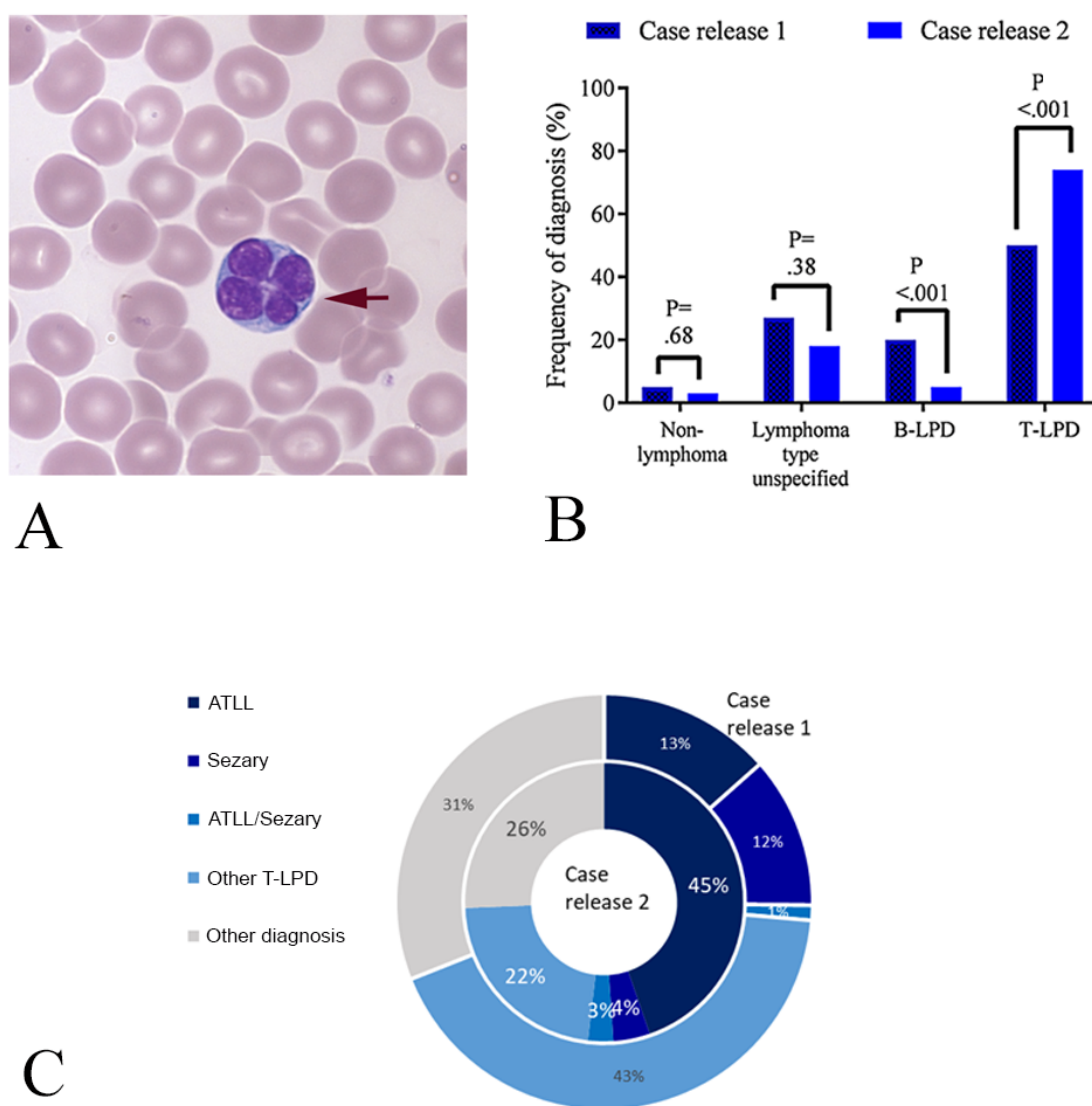 Case release 1
Case release 2
Frequency of diagnosis (%)
100
80
60
40
20
0
P=
.68
P=
.38
P
<.001
P
<.001
Non-
lymphoma
Lymphoma
type
unspecified
B-LPD
T-LPD
A
B
ATLL
Sezary
ATLL/Sezary
Other T-LPD
Other diagnosis
Case
release 1
13%
12%
1%
43%
31%
Case
release 2
45%
4%
3%
22%
26%
C